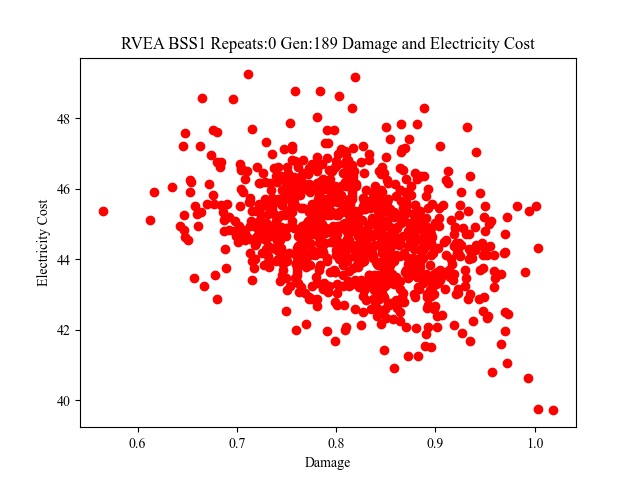 RVEA BSS1 Repeats:0 Gen:189 Damage and Electricity Cost
48
46
44
42
40
Electricity Cost
0.6 0.7 0.8 0.9 1.0
Damage